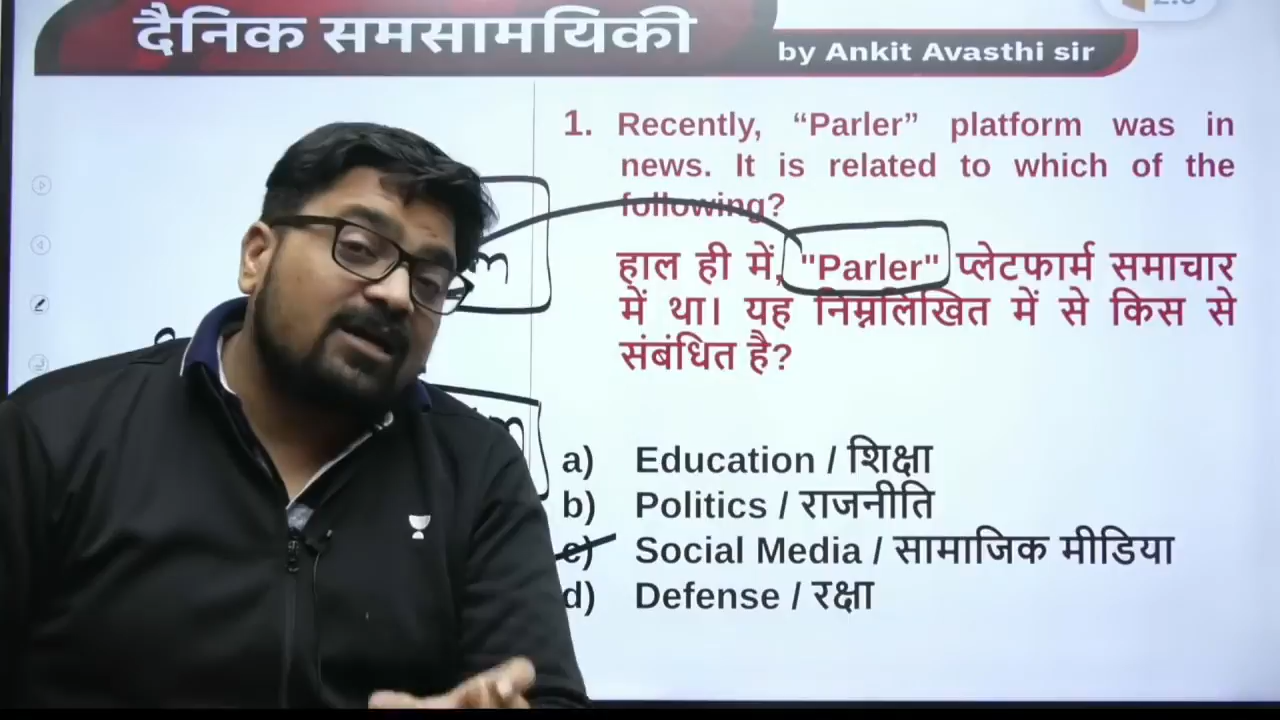 दैनिक समसामयिकी
by Ankit Avasthi sir
1. Recently, “Parler” platform was in
news. It is related to which of the
following?
हाल ही में, "Parler" प्लेटफार्म समाचार
में था। यह निम्नलिखित में से किस से
संबंधित है?
a) Education / शिक्षा
b) Politics / राजनीति
c) Social Media / सामाजिक मीडिया
d) Defense / रक्षा